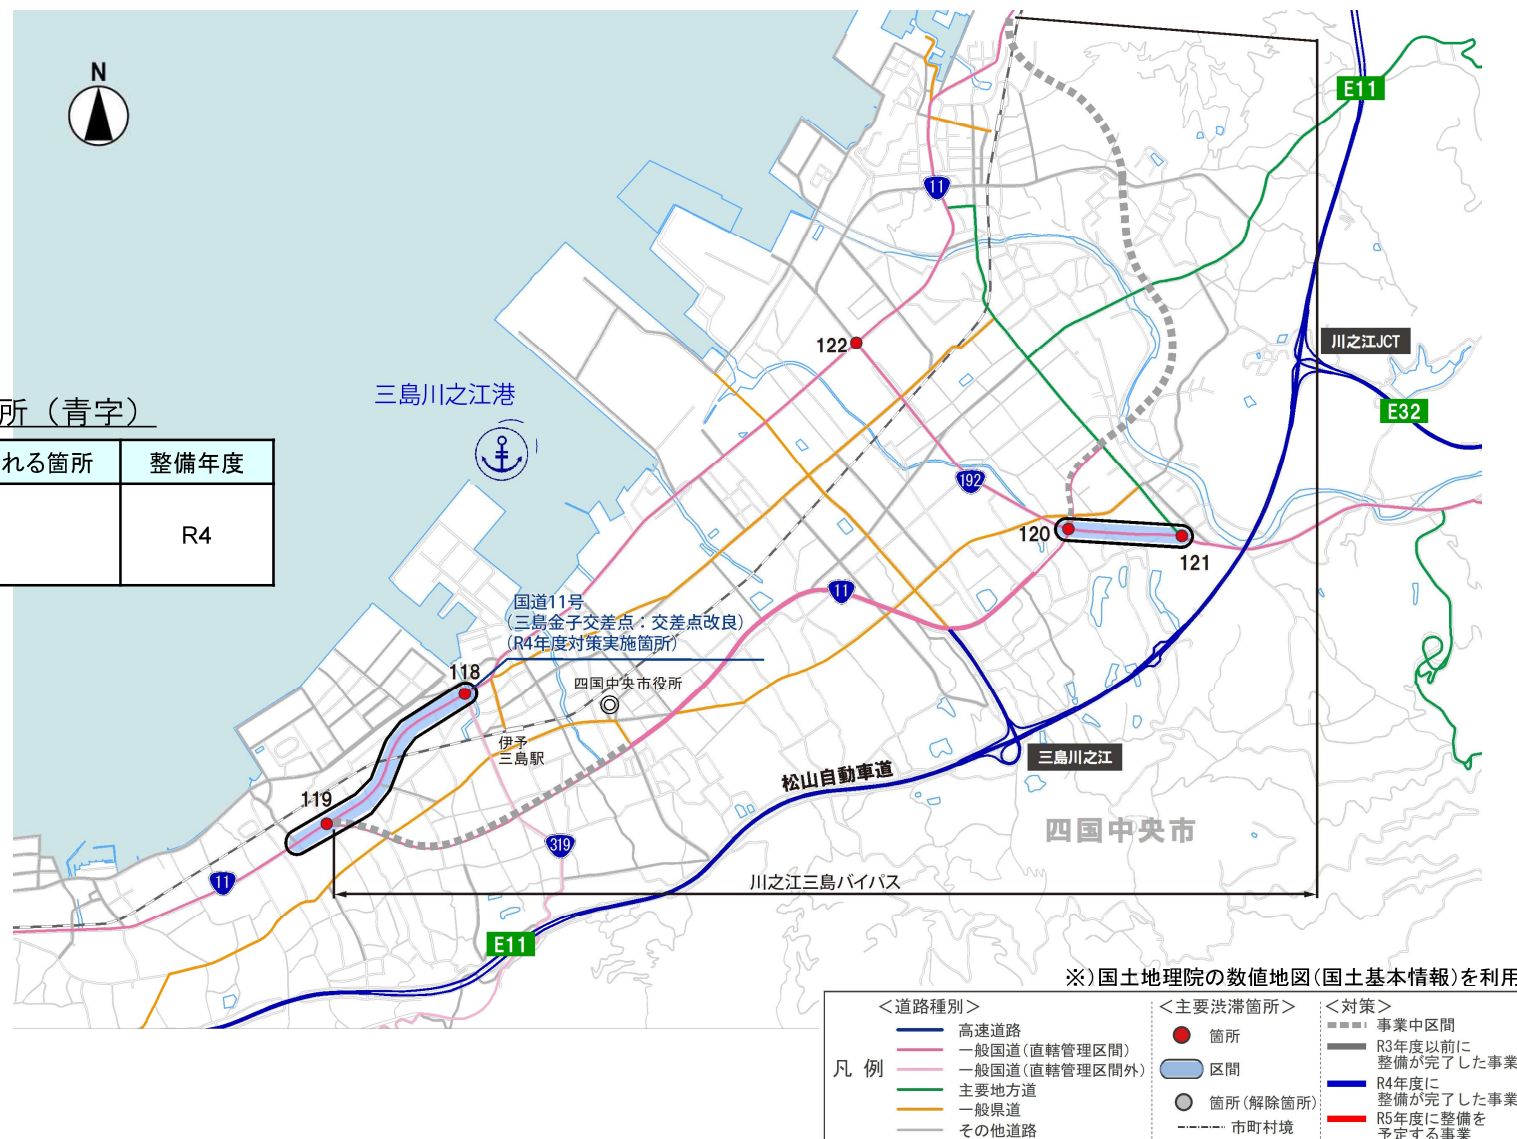 N
E11
11
川之江JCT
122
E32
三島川之江港
所（青字）
れる箇所
整備年度
R4
192
120
121
11
国道11号
（三島金子交差点：交差点改良）
（R4年度対策実施箇所）
118
四国中央市役所
伊予
三島駅
三島川之江
松山自動車道
119
四国中央市
319
11
川之江三島バイパス
E11
※）国土地理院の数値地図（国土基本情報）を利用
凡 例
＜道路種別＞
高速道路
一般国道（直轄管理区間）
一般国道（直轄管理区間外）
主要地方道
一般県道
その他道路
＜主要渋滞箇所＞
箇所
区間
箇所（解除箇所）
市町村境
＜対策＞
事業中区間
R3年度以前に
整備が完了した事業
R4年度に
整備が完了した事業
R5年度に整備を
予定する事業